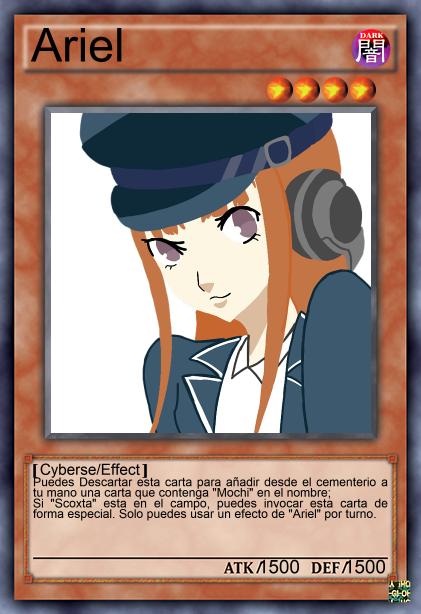 Ariel
DARK
闇
[Cyberse/Effect]
Puedes Descartar esta carta para añadir desde el cementerio a
tu mano una carta que contenga "Mochi" en el nombre;
Si "Scoxta" esta en el campo, puedes invocar esta carta de
forma especial. Solo puedes usar un efecto de "Ariel" por turno.
ATK/1500 DEF/1500